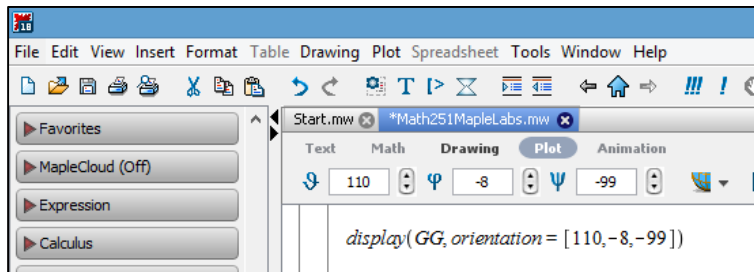 18
File Edit View Insert Format Table Drawing Plot Spreadsheet Tools Window Help
T
!!! !
Favorites
MapleCloud (Off)
Expression
Calculus
Start.mw *Math251MapleLabs.mw
Text Math Drawing Plot Animation
ϑ 110 φ -8 ψ -99
display(GG, orientation = [110,-8,-99])